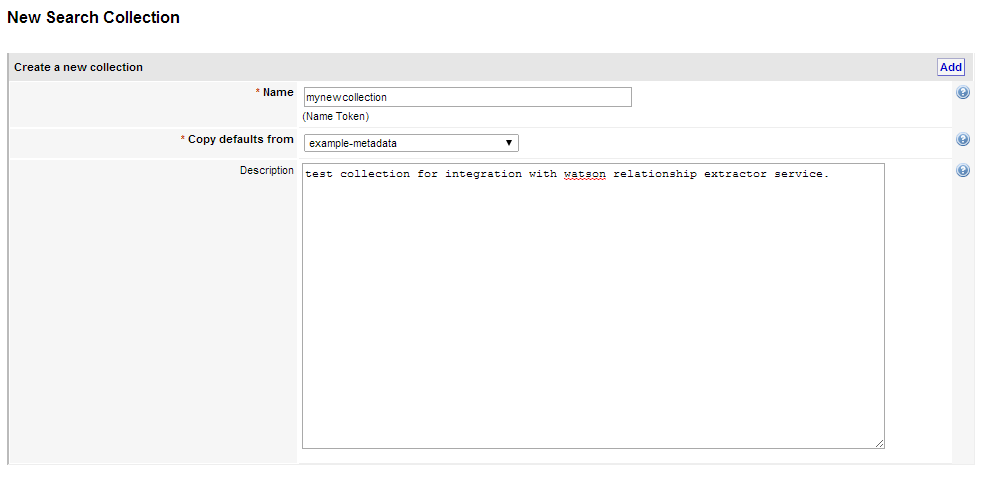 New Search Collection
Create a new collection Add
* Name mynewcollection
(Name Token)
* Copy defaults from example-metadata
Description test collection for integration with watson relationship extractor service.